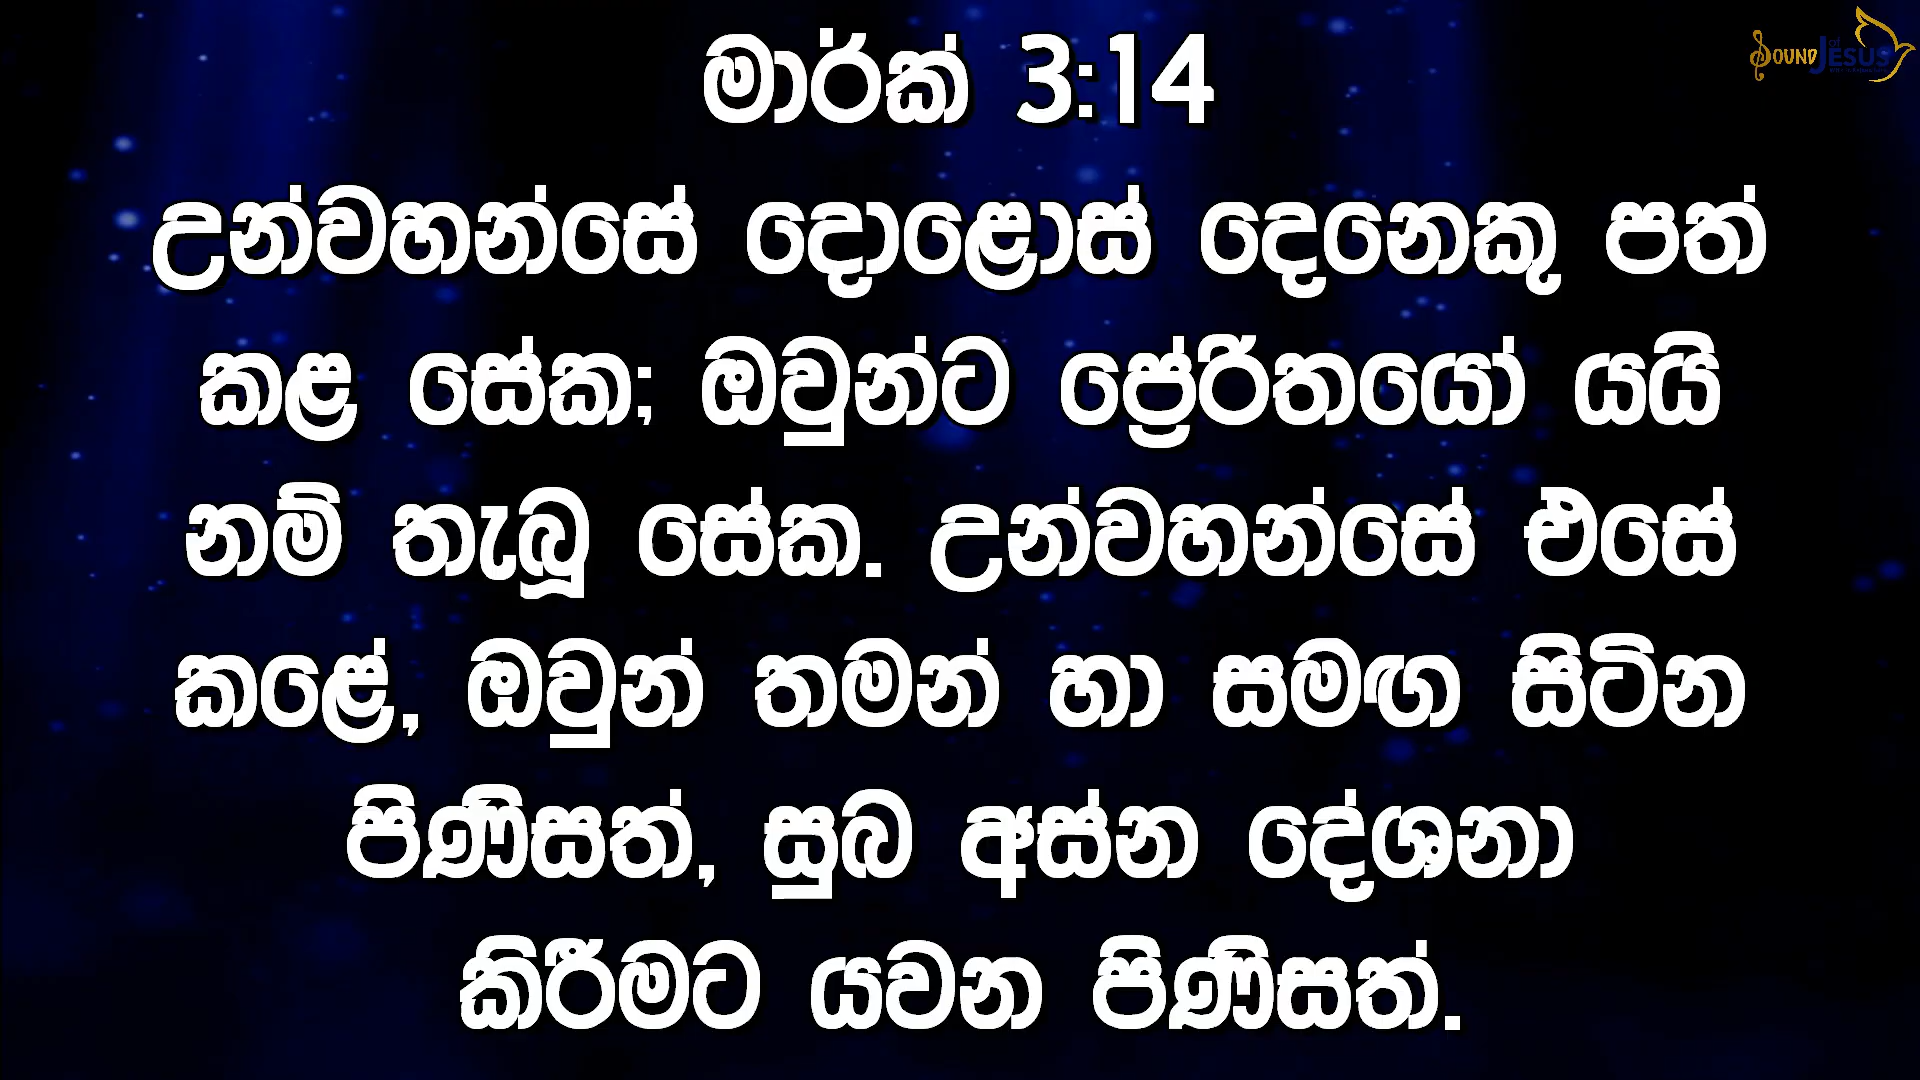 මාර්ක් 3:14
Sound of Jesus
උන්වහන්සේ දොළොස් දෙනෙකු පත්
කළ සේක; ඔවුන්ට ප්‍රේරිතයෝ යයි
නම් තැබූ සේක. උන්වහන්සේ එසේ
කළේ, ඔවුන් තමන් හා සමඟ සිටින
පිණිසත්, සුබ අස්න දේශනා
කිරීමට යවන පිණිසත්.